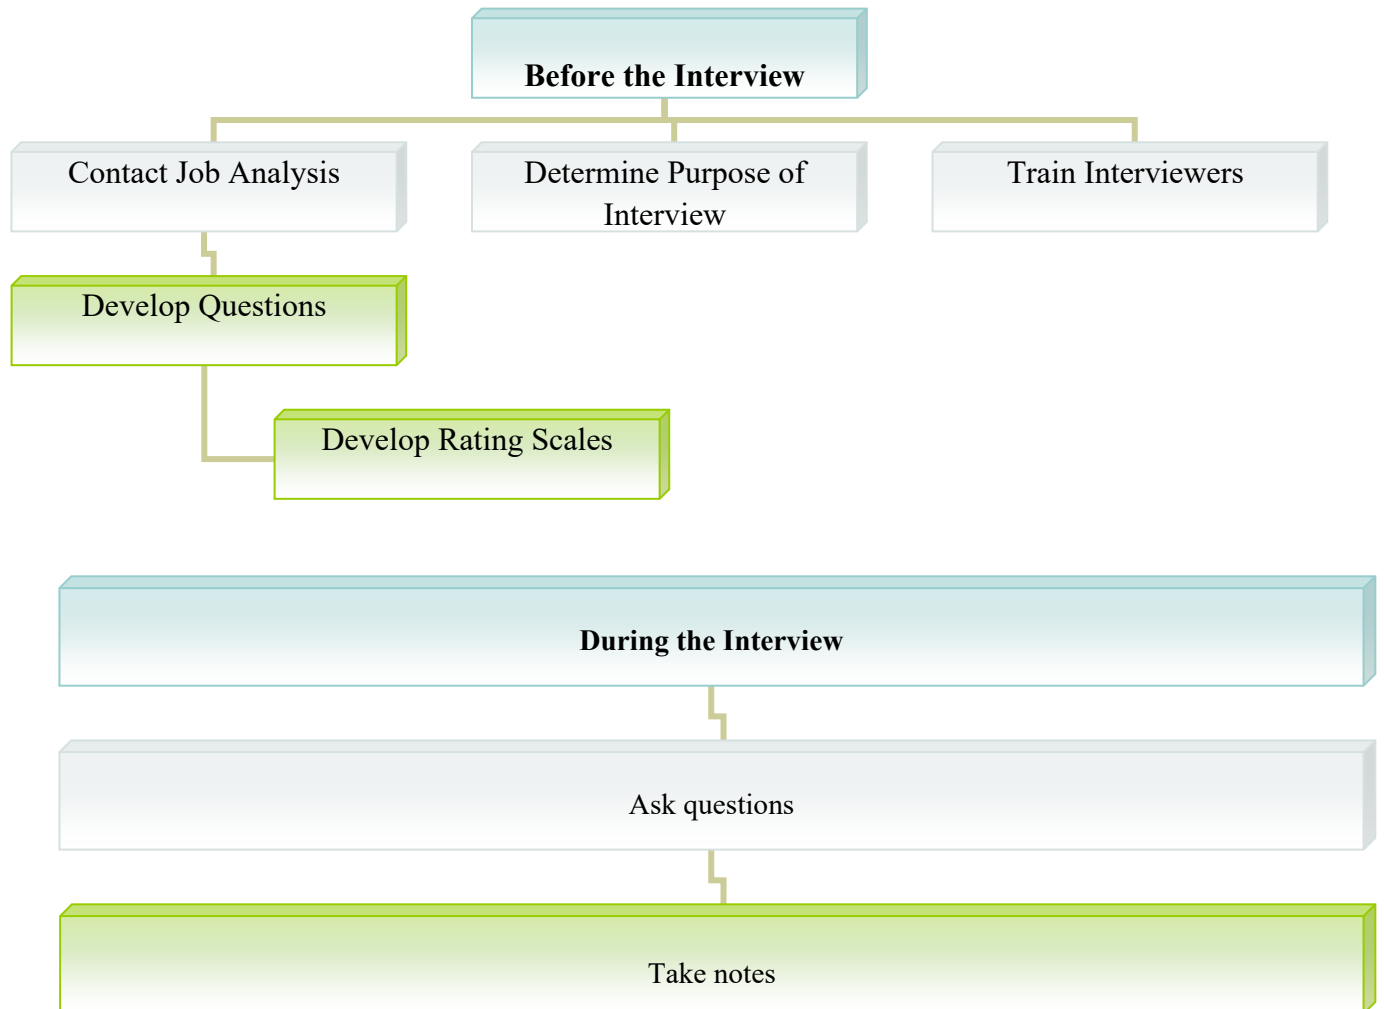 Before the Interview
Contact Job Analysis
Determine Purpose of
Interview
Train Interviewers
Develop Questions
Develop Rating Scales
During the Interview
Ask questions
Take notes